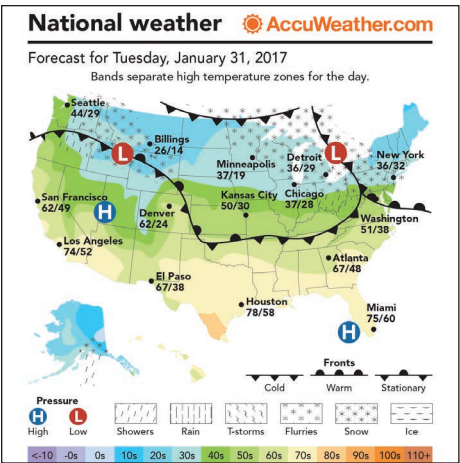 National weather AccuWeather.com
Forecast for Tuesday, January 31, 2017
Bands separate high temperature zones for the day.
Seattle
44/29
Billings
26/14
Minneapolis
37/19
Detroit
36/29
New York
36/32
L
L
San Francisco
62/49
H
Denver
62/24
Kansas City
50/30
Chicago
37/28
Washington
51/38
Los Angeles
74/52
Atlanta
67/48
El Paso
67/38
Houston
78/58
Miami
75/60
H
Fronts
Cold Warm Stationary
Pressure
H L
High Low Showers Rain T-storms Flurries Snow Ice
<-10 -0s 0s 10s 20s 30s 40s 50s 60s 70s 80s 90s 100s 110+